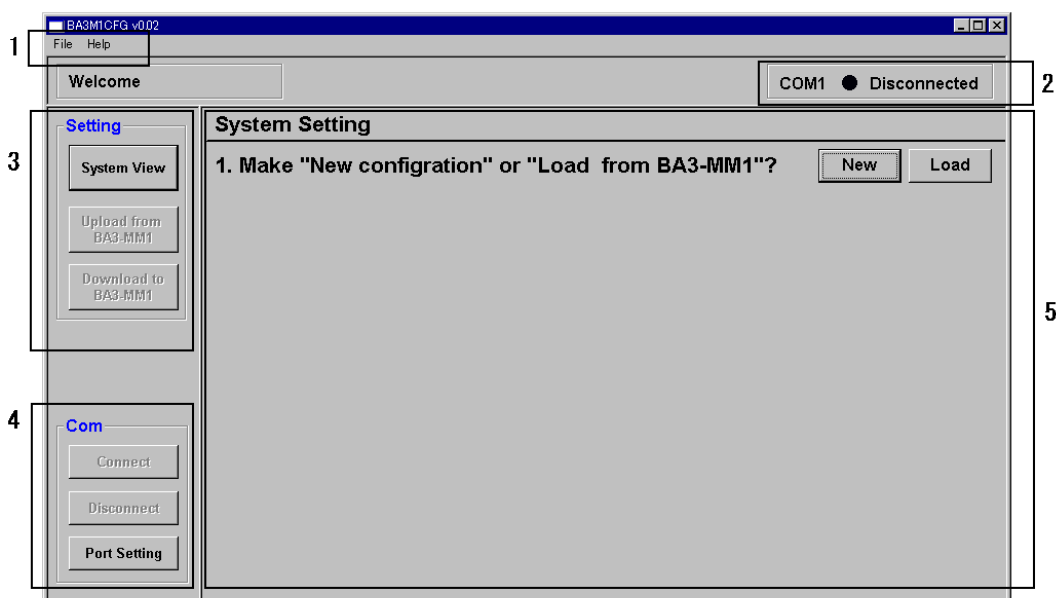 BA3M1CFG v0.02
1
File Help
Welcome
COM1 Disconnected
2
3
Setting
System View
Upload from
BA3-MM1
Download to
BA3-MM1
System Setting
1. Make "New configration" or "Load from BA3-MM1"?
New
Load
5
4
Com
Connect
Disconnect
Port Setting